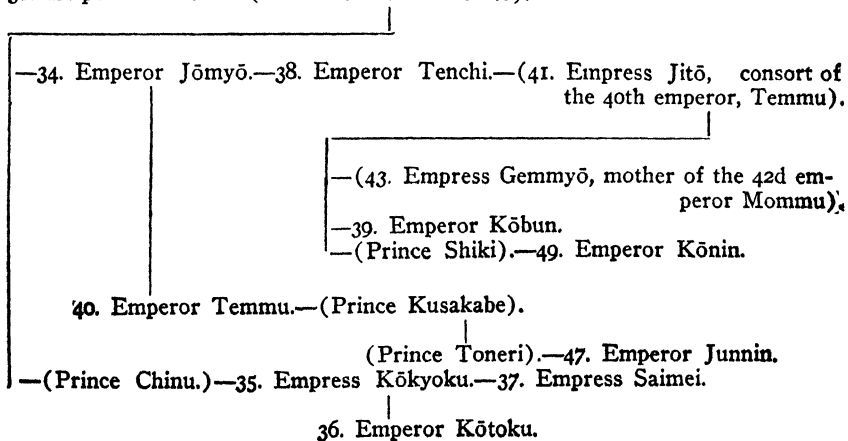 —34. Emperor Jōmyō.—38. Emperor Tenchi.—(41. Empress Jitō, consort of
the 40th emperor, Temmu).
—(43. Empress Gemmyō, mother of the 42d em-
peror Mommu).
—39. Emperor Kōbun.
—(Prince Shiki).—49. Emperor Kōnin.
40. Emperor Temmu.—(Prince Kusakabe).
(Prince Toneri).—47. Emperor Junnin.
—(Prince Chinu.)—35. Empress Kōkyoku.—37. Empress Saimei.
36. Emperor Kōtoku.